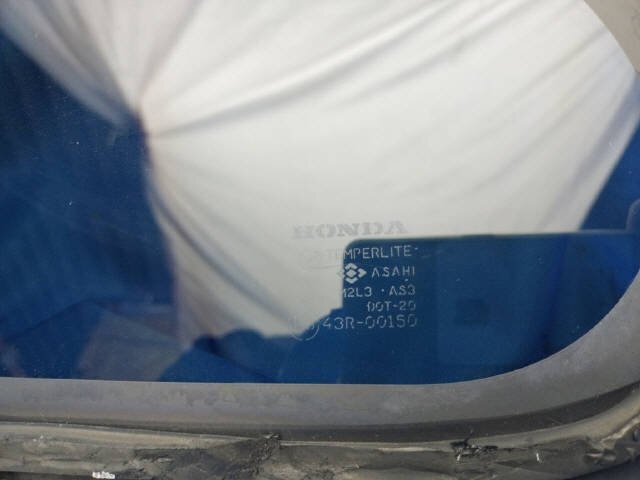 HONDA
TEMPERLITE
ASAHI
M2L3 · AS3
DOT-20
43R-00150